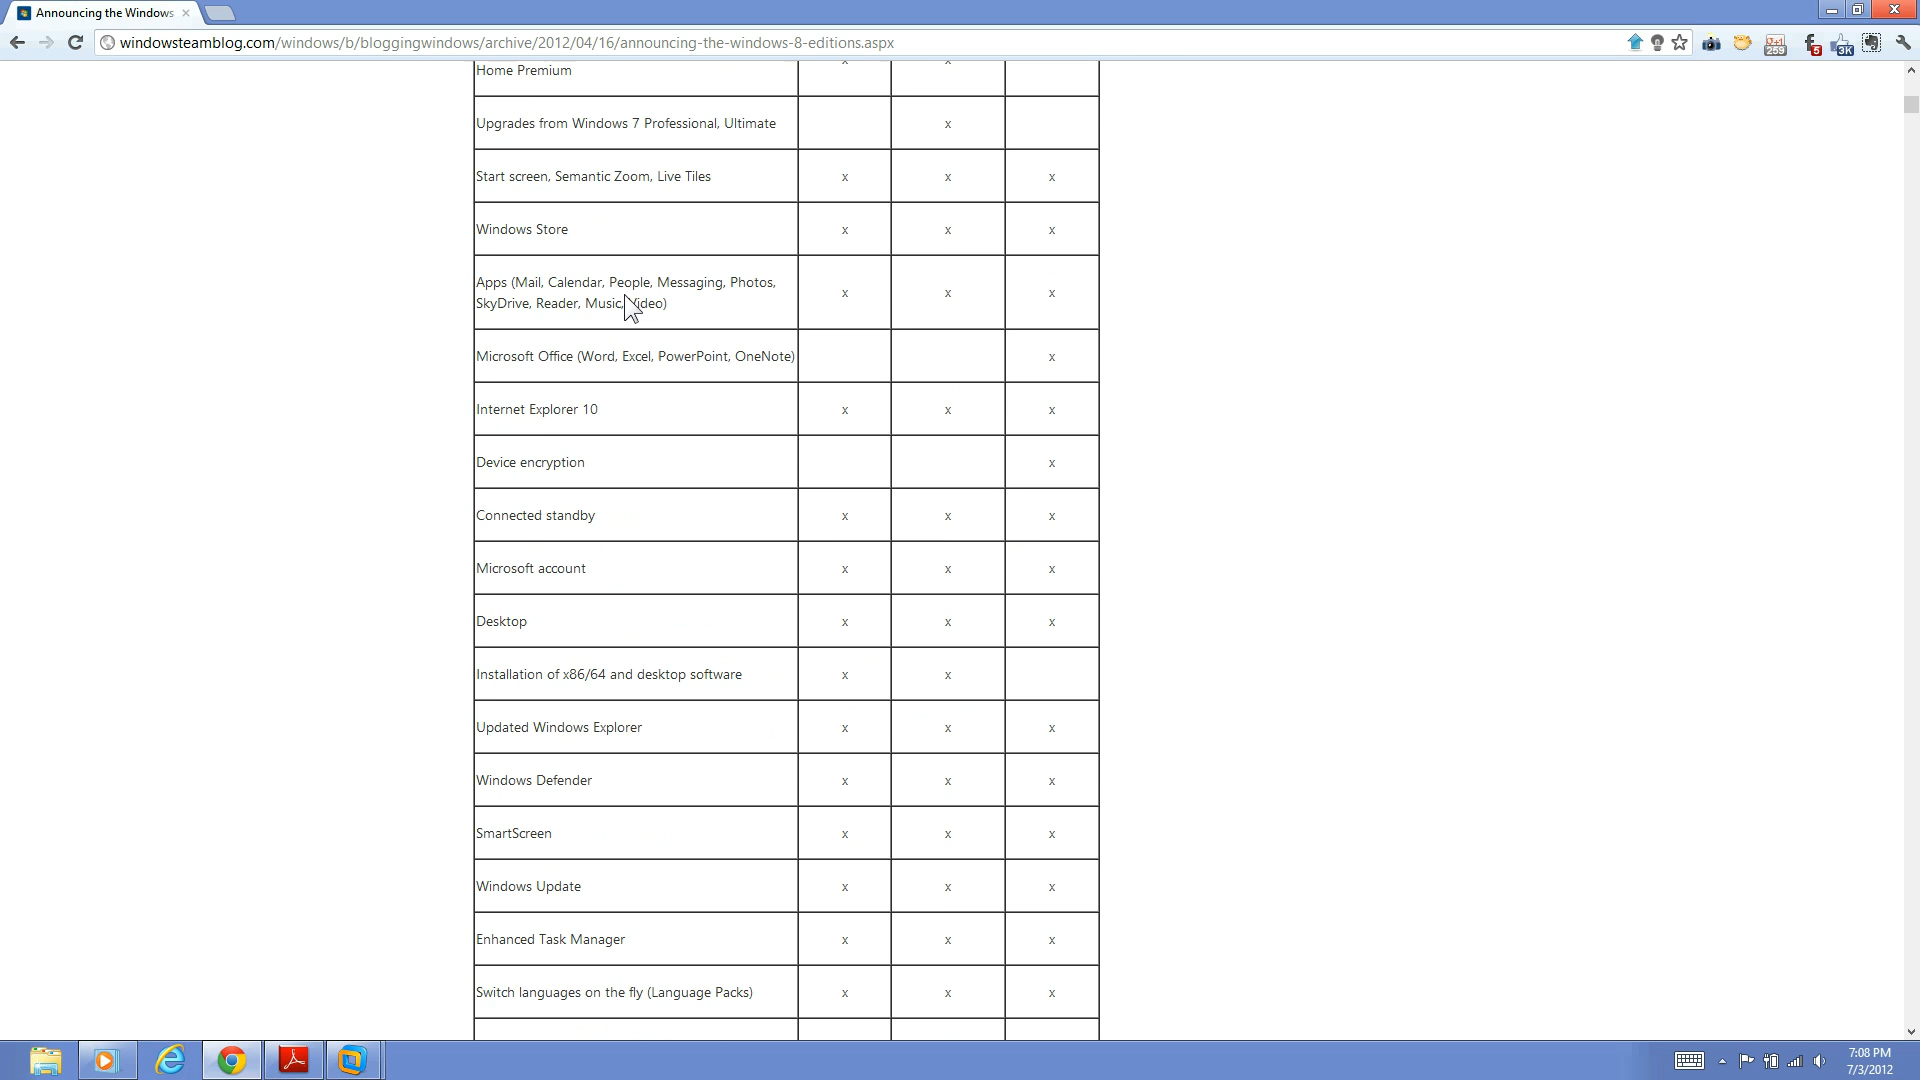 Announcing the Windows
windowsteamblog.com/windows/b/bloggingwindows/archive/2012/04/16/announcing-the-windows-8-editions.aspx
259
5
3K
Home Premium x x
Upgrades from Windows 7 Professional, Ultimate x
Start screen, Semantic Zoom, Live Tiles x x x
Windows Store x x x
Apps (Mail, Calendar, People, Messaging, Photos,
SkyDrive, Reader, Music, Video) x x x
Microsoft Office (Word, Excel, PowerPoint, OneNote) x
Internet Explorer 10 x x x
Device encryption x
Connected standby x x x
Microsoft account x x x
Desktop x x x
Installation of x86/64 and desktop software x x
Updated Windows Explorer x x x
Windows Defender x x x
SmartScreen x x x
Windows Update x x x
Enhanced Task Manager x x x
Switch languages on the fly (Language Packs) x x x
7:08 PM
7/3/2012